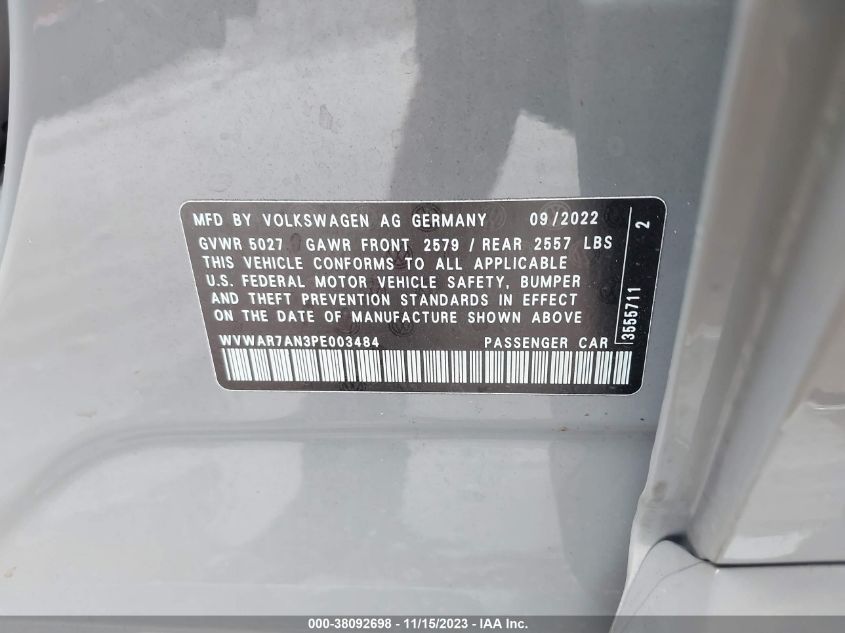 MFD BY VOLKSWAGEN AG GERMANY 09/2022
GVWR 5027 GAWR FRONT 2579 / REAR 2557 LBS
THIS VEHICLE CONFORMS TO ALL APPLICABLE
U.S. FEDERAL MOTOR VEHICLE SAFETY, BUMPER
AND THEFT PREVENTION STANDARDS IN EFFECT
ON THE DATE OF MANUFACTURE SHOWN ABOVE
WVWAR7AN3PE003484 PASSENGER CAR
3555711 2
000-38092698 - 11/15/2023 - IAA Inc.